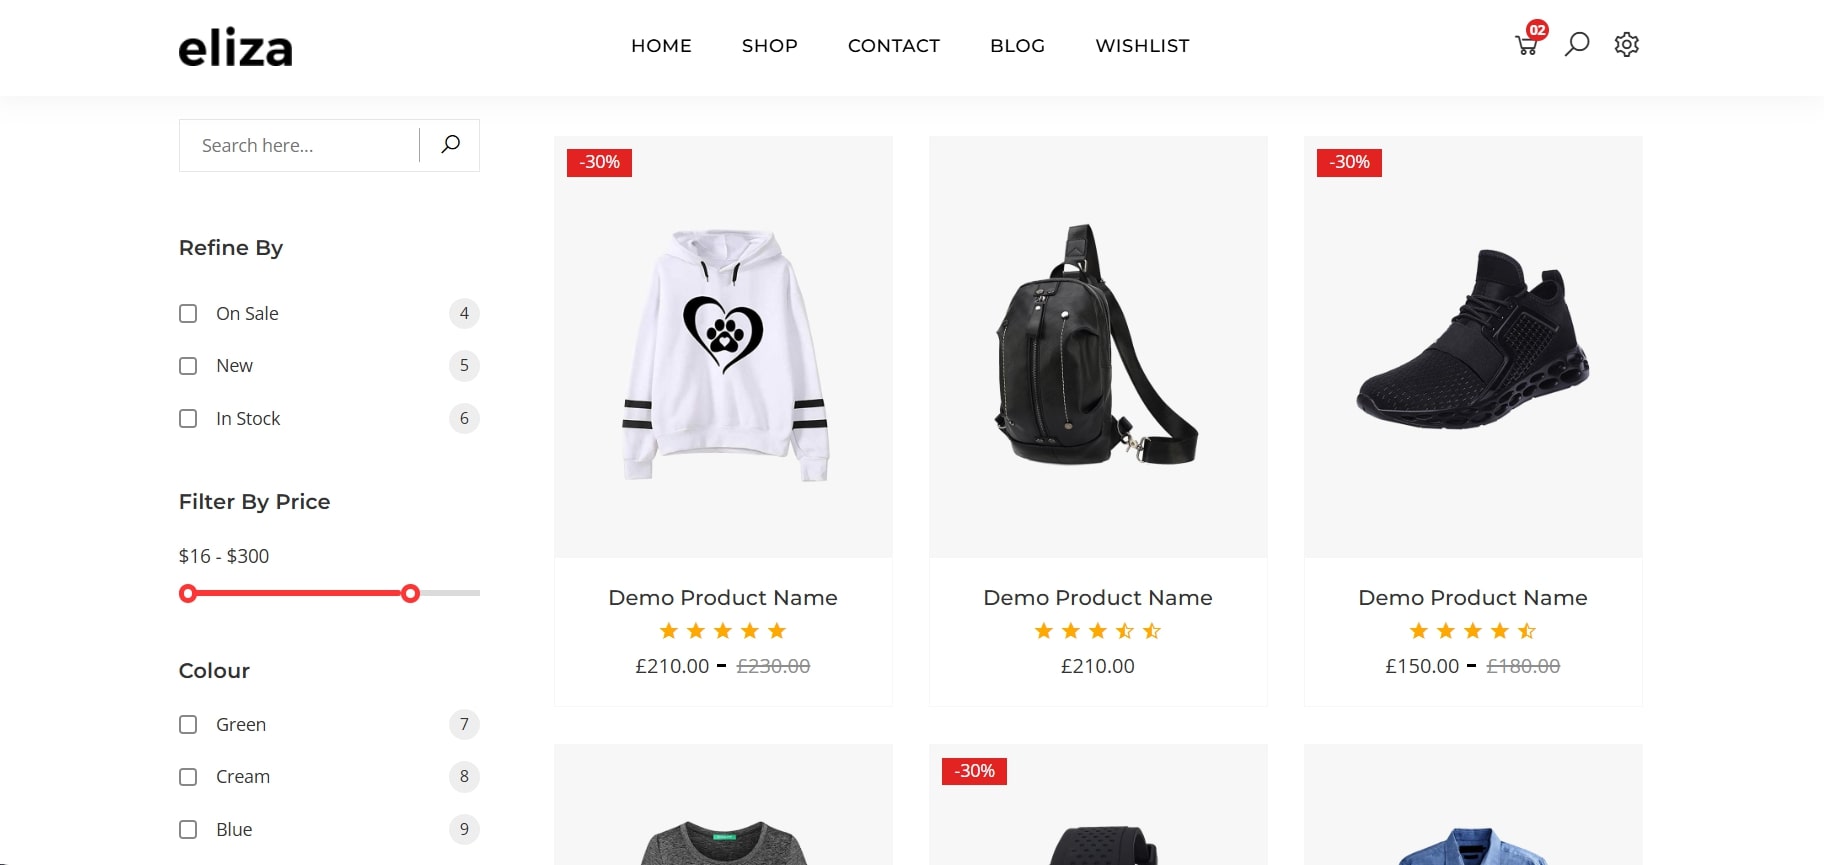 eliza
HOME SHOP CONTACT BLOG WISHLIST
02
Search here...
Refine By
On Sale 4
New 5
In Stock 6
Filter By Price
$16 - $300
Colour
Green 7
Cream 8
Blue 9
-30%
Demo Product Name
£210.00 - £230.00
Demo Product Name
£210.00
-30%
Demo Product Name
£150.00 - £180.00
-30%